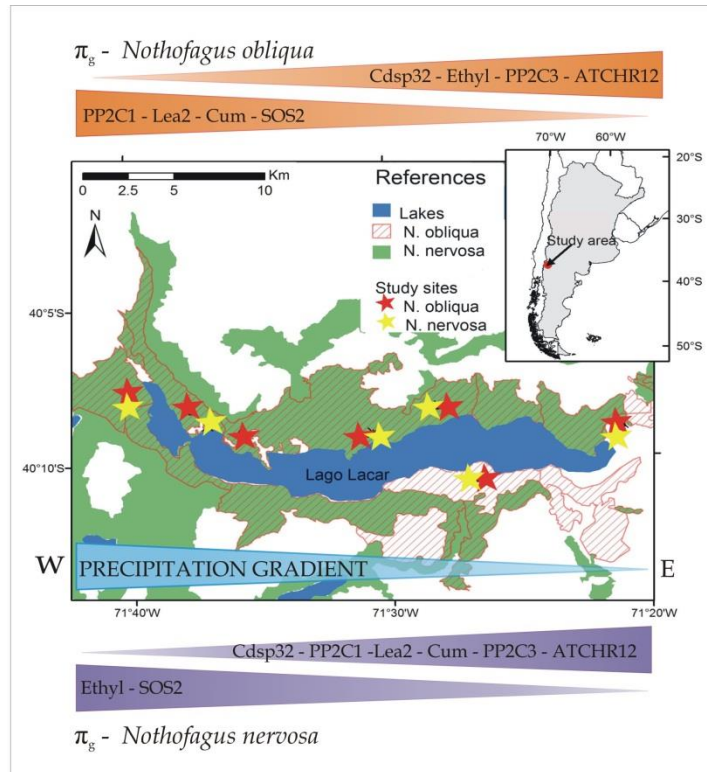 πg - Nothofagus obliqua
Cdsp32 - Ethyl - PP2C3 - ATCHR12
PP2C1 - Lea2 - Cum - SOS2
70°W 60°W
20°S
30°S
40°S
50°S
Study area
0 2.5 5 10 Km
N
References
Lakes
N. obliqua
N. nervosa
Study sites
N. obliqua
N. nervosa
40°5'S
40°10'S
Lago Lacar
W PRECIPITATION GRADIENT E
71°40'W 71°30'W 71°20'W
Cdsp32 - PP2C1 -Lea2 - Cum - PP2C3 - ATCHR12
Ethyl - SOS2
πg - Nothofagus nervosa